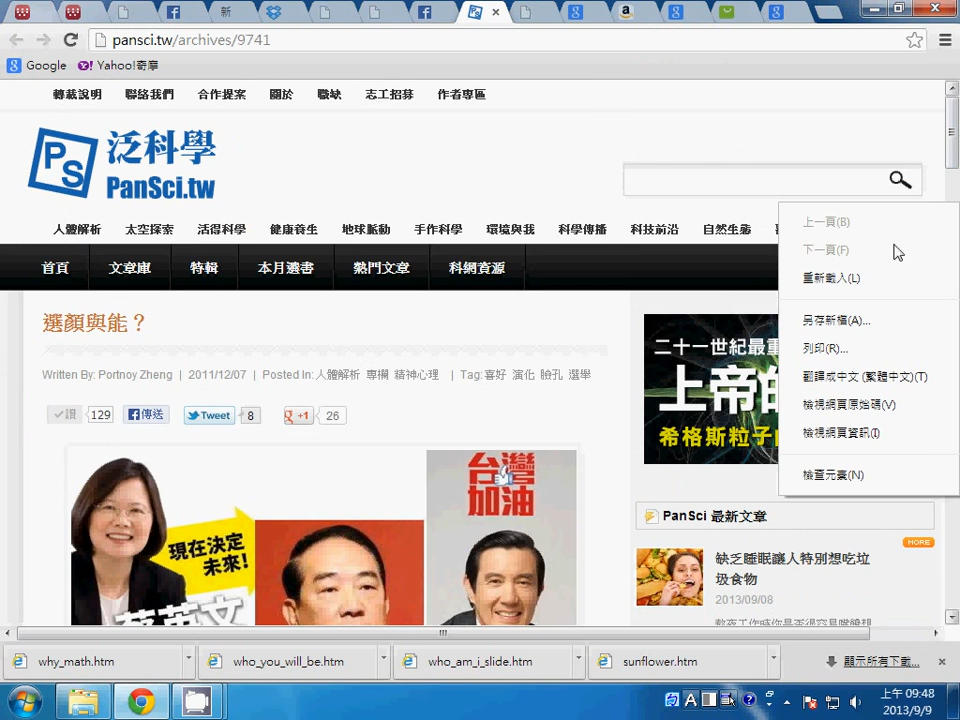 新
pansci.tw/archives/9741
Google Yahoo!奇摩
轉載說明 聯絡我們 合作提案 關於 職缺 志工招募 作者專區
PS 泛科學
PanSci.tw
人體解析 太空探索 活得科學 健康養生 地球脈動 手作科學 環境與我 科學傳播 科技前沿 自然生態
首頁 文章庫 特輯 本月選書 熱門文章 科網資源
上一頁(B)
下一頁(F)
重新載入(L)
另存新檔(A)...
列印(R)...
翻譯成中文 (繁體中文)(T)
檢視網頁原始碼(V)
檢視網頁資訊(I)
檢查元素(N)
選顏與能？
Written By: Portnoy Zheng | 2011/12/07 | Posted In:人體解析 專欄 精神心理 | Tag:喜好 演化 臉孔 選舉
讚 129 傳送 Tweet 8 +1 26
現在決定
未來!
蔡英文
台灣
加油
二十一世紀最重
上帝的
希格斯粒子
PanSci 最新文章
MORE
缺乏睡眠讓人特別想吃垃
圾食物
2013/09/08
why_math.htm who_you_will_be.htm who_am_i_slide.htm sunflower.htm 顯示所有下載...
上午 09:48
2013/9/9